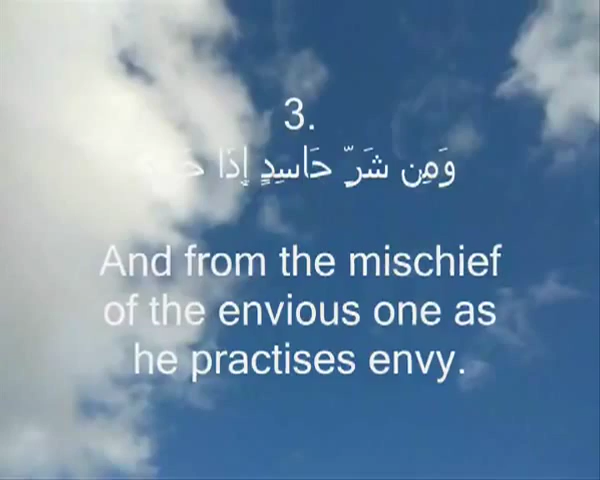 3.
وَمِن شَرِّ حَاسِدٍ إِذَا
And from the mischief
of the envious one as
he practises envy.